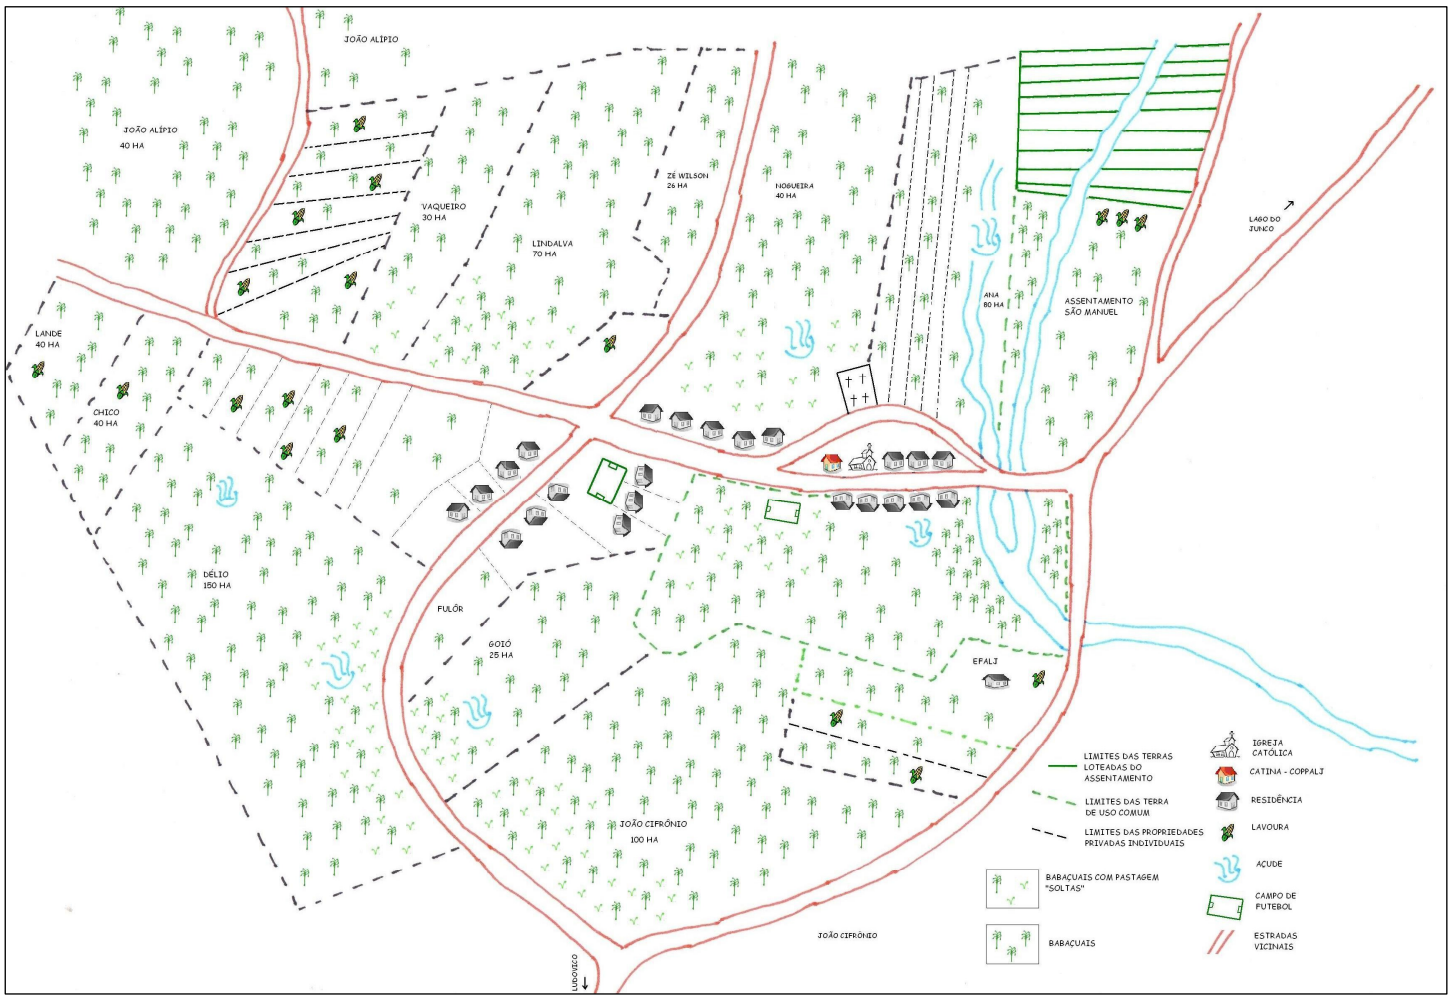 JOÃO ALÍPIO
JOÃO ALÍPIO
40 HA
VAQUEIRO
30 HA
LINDALVA
70 HA
ZÉ WILSON
26 HA
NOGUEIRA
40 HA
LAGO DO
JUNCO
ANA
80 HA
ASSENTAMENTO
SÃO MANUEL
LANDE
40 HA
CHICO
40 HA
DÉLIO
150 HA
FULÔR
GOIÓ
25 HA
EFALJ
JOÃO CIFRÔNIO
100 HA
JOÃO CIFRÔNIO
LUDOVICO
LIMITES DAS TERRAS
LOTEADAS DO
ASSENTAMENTO
LIMITES DAS TERRA
DE USO COMUM
LIMITES DAS PROPRIEDADES
PRIVADAS INDIVIDUAIS
BABAÇUAIS COM PASTAGEM
"SOLTAS"
BABAÇUAIS
IGREJA
CATÓLICA
CATINA - COPPALJ
RESIDÊNCIA
LAVOURA
AÇUDE
CAMPO DE
FUTEBOL
ESTRADAS
VICINAIS